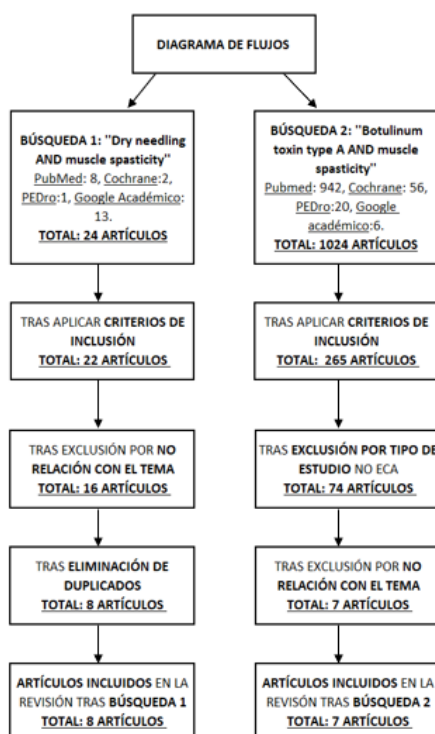 DIAGRAMA DE FLUJOS
BÚSQUEDA 1: "Dry needling
AND muscle spasticity"
PubMed: 8, Cochrane:2,
PEDro:1, Google Académico:
13.
TOTAL: 24 ARTÍCULOS
TRAS APLICAR CRITERIOS DE
INCLUSIÓN
TOTAL: 22 ARTÍCULOS
TRAS EXCLUSIÓN POR NO
RELACIÓN CON EL TEMA
TOTAL: 16 ARTÍCULOS
TRAS ELIMINACIÓN DE
DUPLICADOS
TOTAL: 8 ARTÍCULOS
ARTÍCULOS INCLUIDOS EN LA
REVISIÓN TRAS BÚSQUEDA 1
TOTAL: 8 ARTÍCULOS
BÚSQUEDA 2: "Botulinum
toxin type A AND muscle
spasticity"
Pubmed: 942, Cochrane: 56,
PEDro:20, Google
académico:6.
TOTAL: 1024 ARTÍCULOS
TRAS APLICAR CRITERIOS DE
INCLUSIÓN
TOTAL: 265 ARTÍCULOS
TRAS EXCLUSIÓN POR TIPO DE
ESTUDIO NO ECA
TOTAL: 74 ARTÍCULOS
TRAS EXCLUSIÓN POR NO
RELACIÓN CON EL TEMA
TOTAL: 7 ARTÍCULOS
ARTÍCULOS INCLUIDOS EN LA
REVISIÓN TRAS BÚSQUEDA 2
TOTAL: 7 ARTÍCULOS